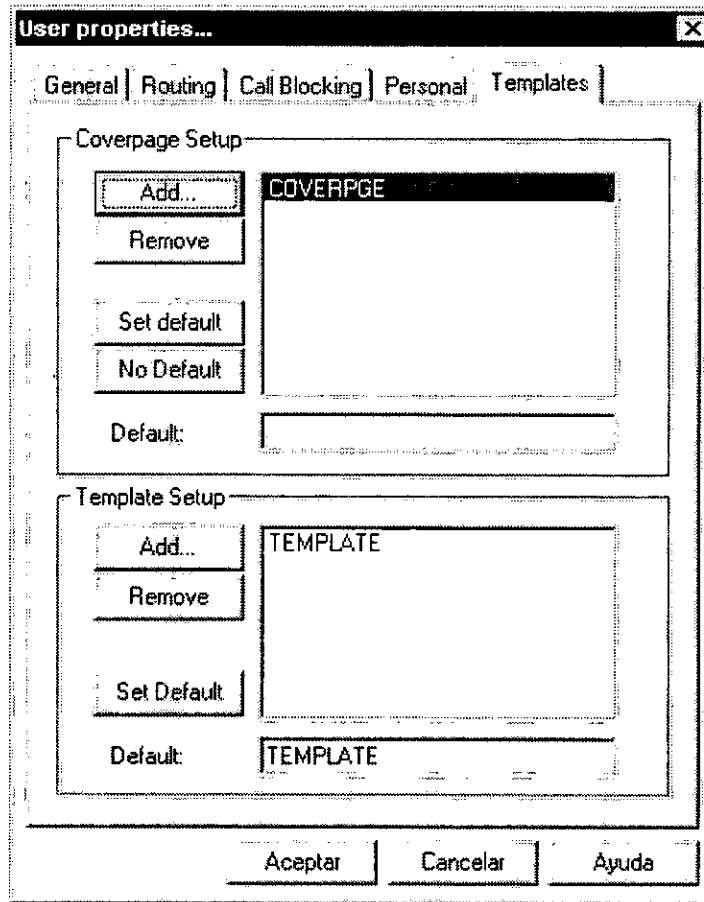 User properties...
General Routing Call Blocking Personal Templates
Coverpage Setup
Add... COVERPGE
Remove
Set default
No Default
Default:
Template Setup
Add... TEMPLATE
Remove
Set Default
Default: TEMPLATE
Aceptar Cancelar Ayuda